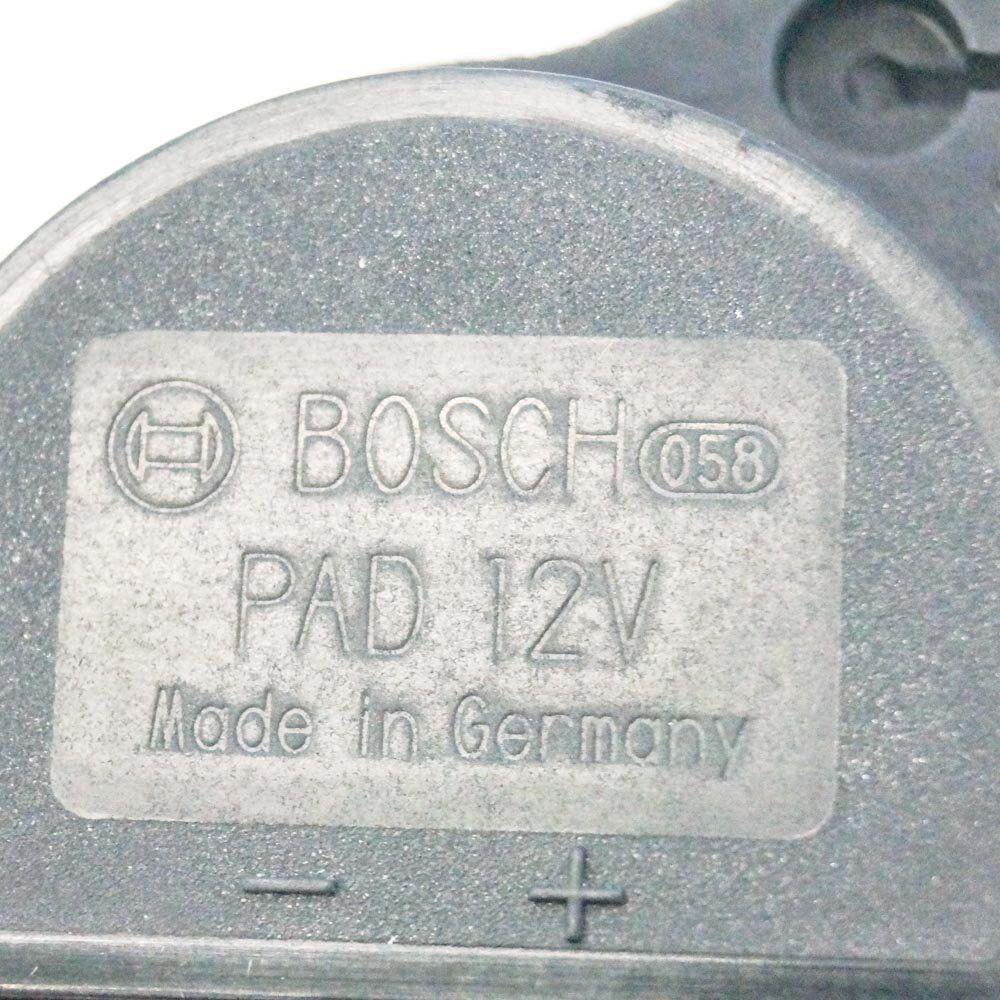 BOSCH 058
PAD 12V
Made in Germany
- +